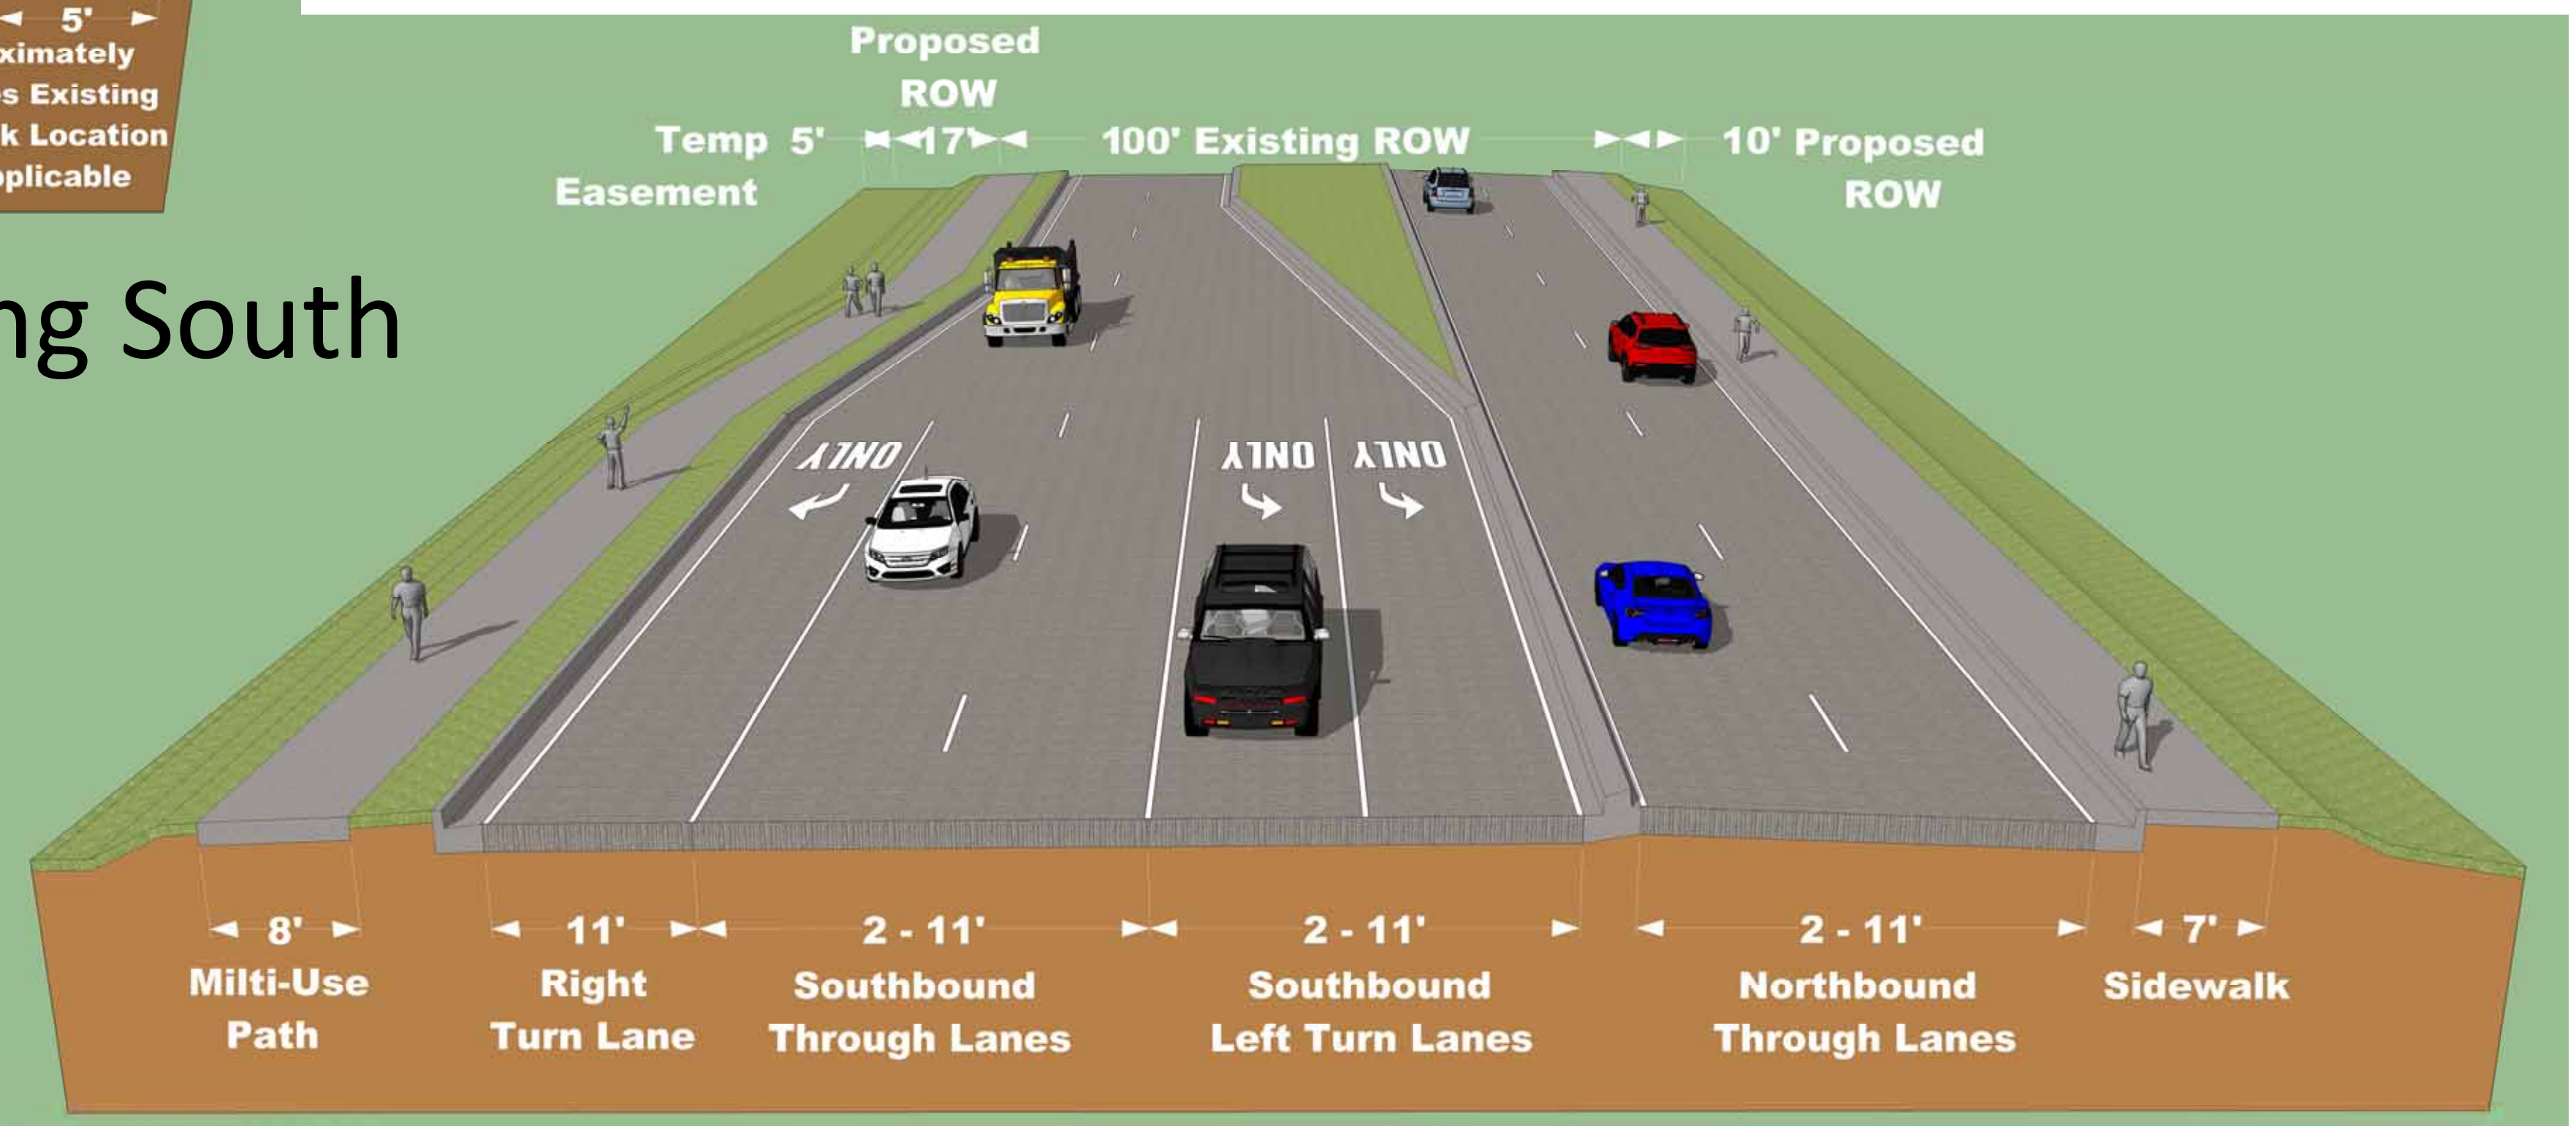 5'
ximately
s Existing
k Location
pplicable
ng South
Proposed
ROW
Temp 5'
Easement
17'
100' Existing ROW
10' Proposed
ROW
ONLY
ONLY
ONLY
8'
Milti-Use
Path
11'
Right
Turn Lane
2 - 11'
Southbound
Through Lanes
2 - 11'
Southbound
Left Turn Lanes
2 - 11'
Northbound
Through Lanes
7'
Sidewalk